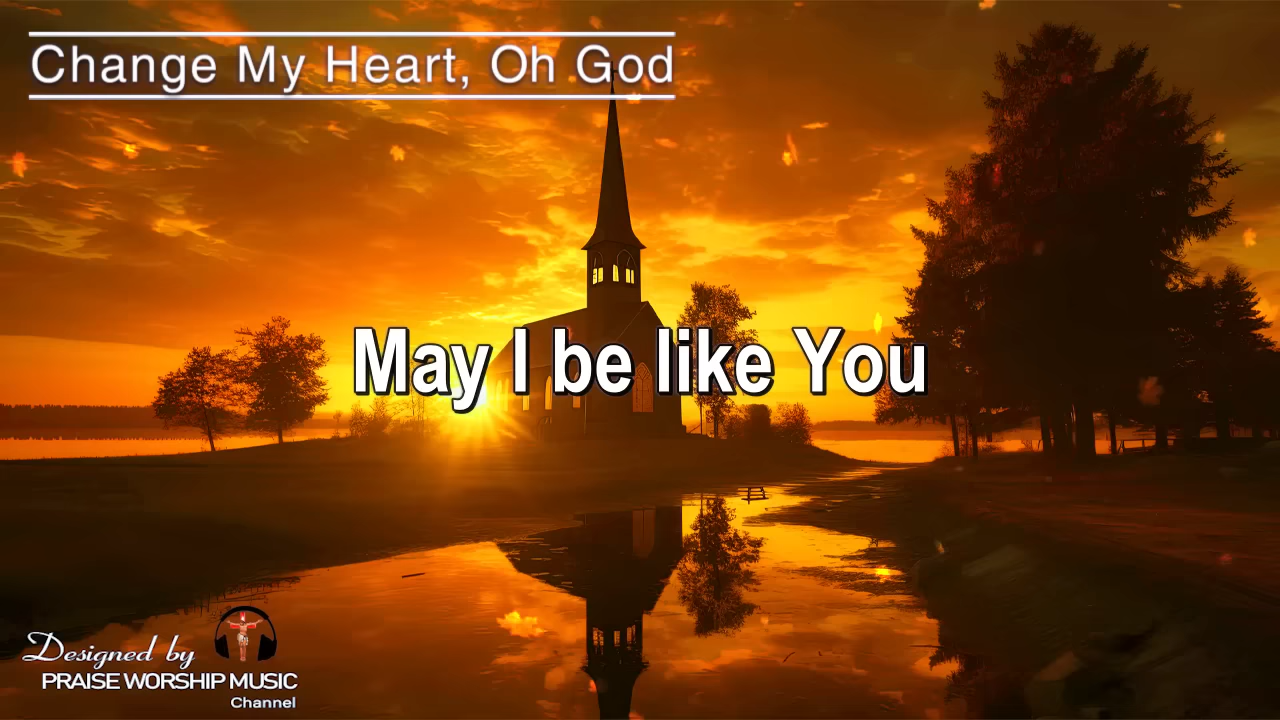 Change My Heart, Oh God
May I be like You
Designed by
PRAISE WORSHIP MUSIC
Channel